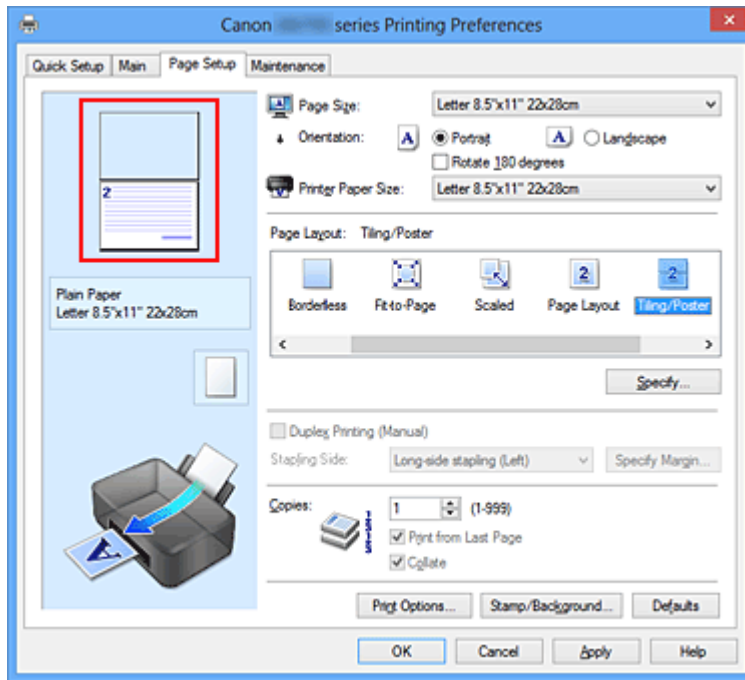 Canon series Printing Preferences
Quick Setup Main Page Setup Maintenance
2
Plain Paper
Letter 8.5"x11" 22x28cm
A
Page Size: Letter 8.5"x11" 22x28cm
Orientation: A Portrait A Landscape
Rotate 180 degrees
Printer Paper Size: Letter 8.5"x11" 22x28cm
Page Layout: Tiling/Poster
2 2
Borderless Fit-to-Page Scaled Page Layout Tiling/Poster
Specify...
Duplex Printing (Manual)
Stapling Side: Long-side stapling (Left) Specify Margin...
Copies: 1 (1-999)
Print from Last Page
Collate
Print Options... Stamp/Background... Defaults
OK Cancel Apply Help